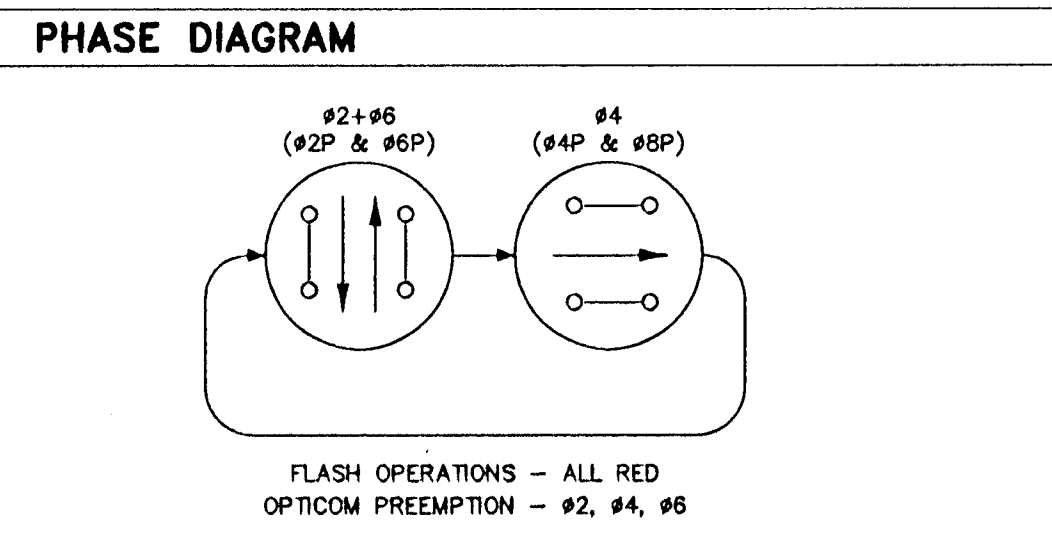 PHASE DIAGRAM
ø2+ø6
(ø2P & ø6P)
ø4
(ø4P & ø8P)
FLASH OPERATIONS – ALL RED
OPTICOM PREEMPTION – ø2, ø4, ø6